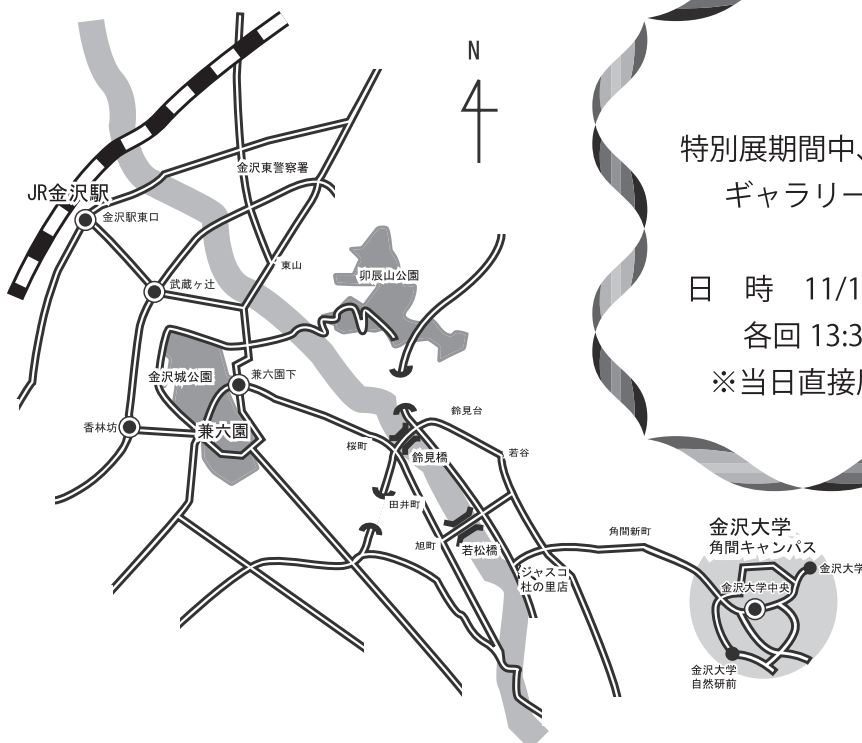 N
JR金沢駅
金沢駅東口
金沢東警察署
武蔵ヶ辻
東山
卯辰山公園
金沢城公園
兼六園下
香林坊
兼六園
桜町
鈴見台
鈴見橋
若谷
田井町
旭町
若松橋
ジャスコ
杜の里店
角間新町
金沢大学
角間キャンパス
金沢大学中央
金沢大学
金沢大学
自然研前
特別展期間中、
ギャラリー
日 時 11/1
各回 13:3
※当日直接